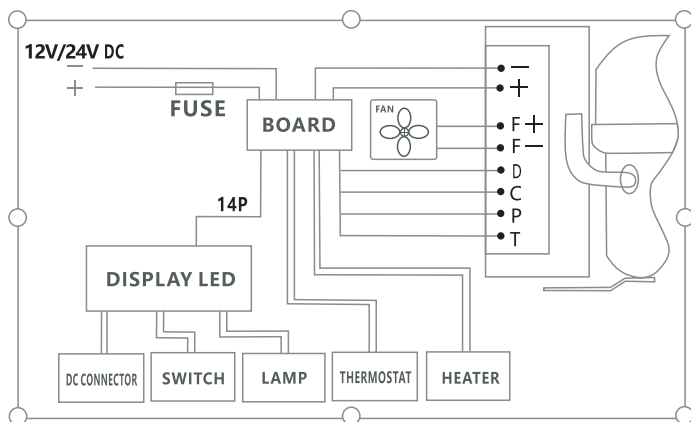 12V/24V DC
−
+
FUSE
BOARD
FAN
−
+
F+
F−
D
C
P
T
14P
DISPLAY LED
DC CONNECTOR
SWITCH
LAMP
THERMOSTAT
HEATER